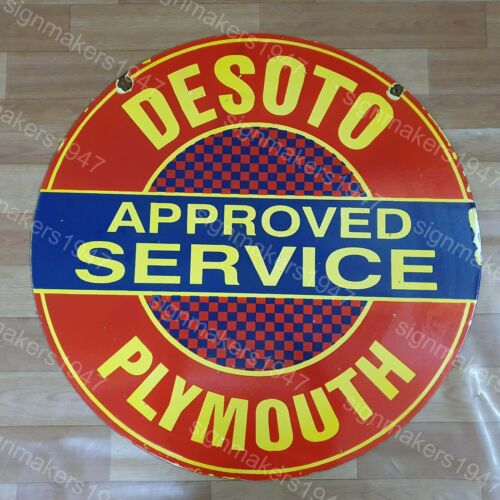 DESOTO
APPROVED
SERVICE
PLYMOUTH
signmakers1947